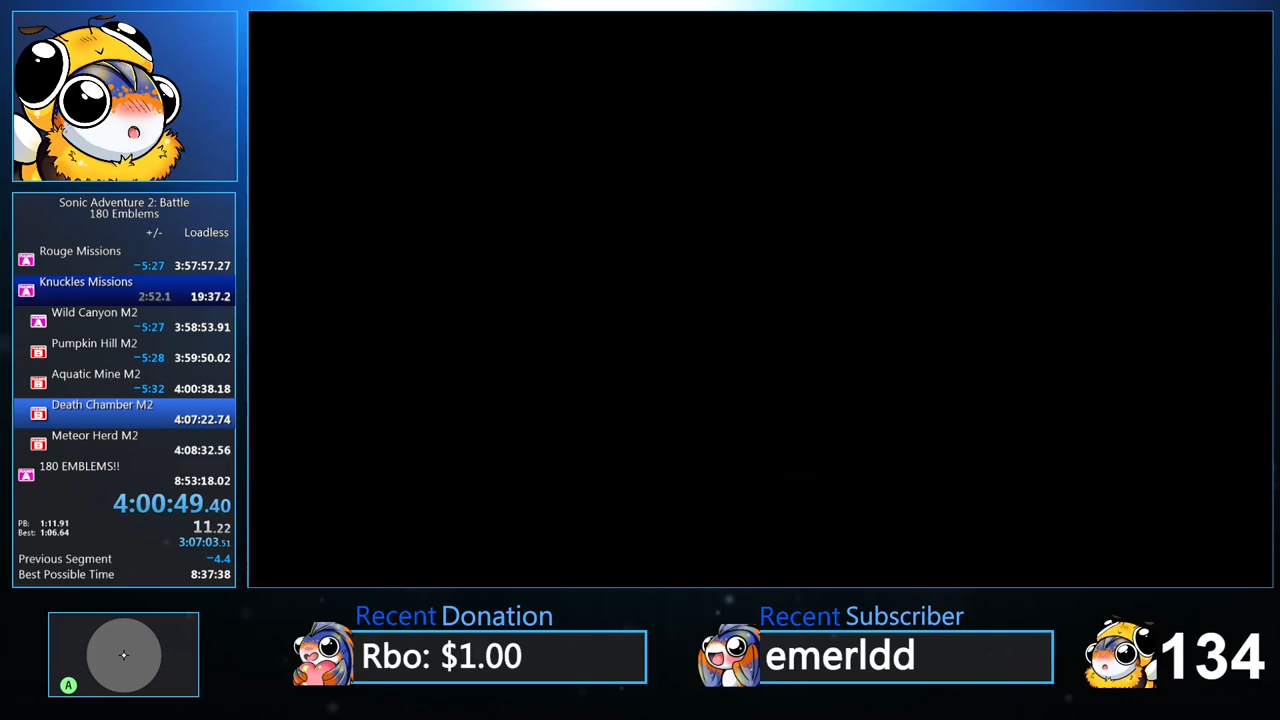 Sonic Adventure 2: Battle
180 Emblems
+/- Loadless
Rouge Missions
−5:27 3:57:57.27
Knuckles Missions
2:52.1 19:37.2
Wild Canyon M2
−5:27 3:58:53.91
Pumpkin Hill M2
−5:28 3:59:50.02
Aquatic Mine M2
−5:32 4:00:38.18
Death Chamber M2
4:07:22.74
Meteor Herd M2
4:08:32.56
180 EMBLEMS!!
8:53:18.02
4:00:49.40
PB: 1:11.91
Best: 1:06.64
11.22
3:07:03.51
Previous Segment −4.4
Best Possible Time 8:37:38
A
Recent Donation
Rbo: $1.00
Recent Subscriber
emerldd
134